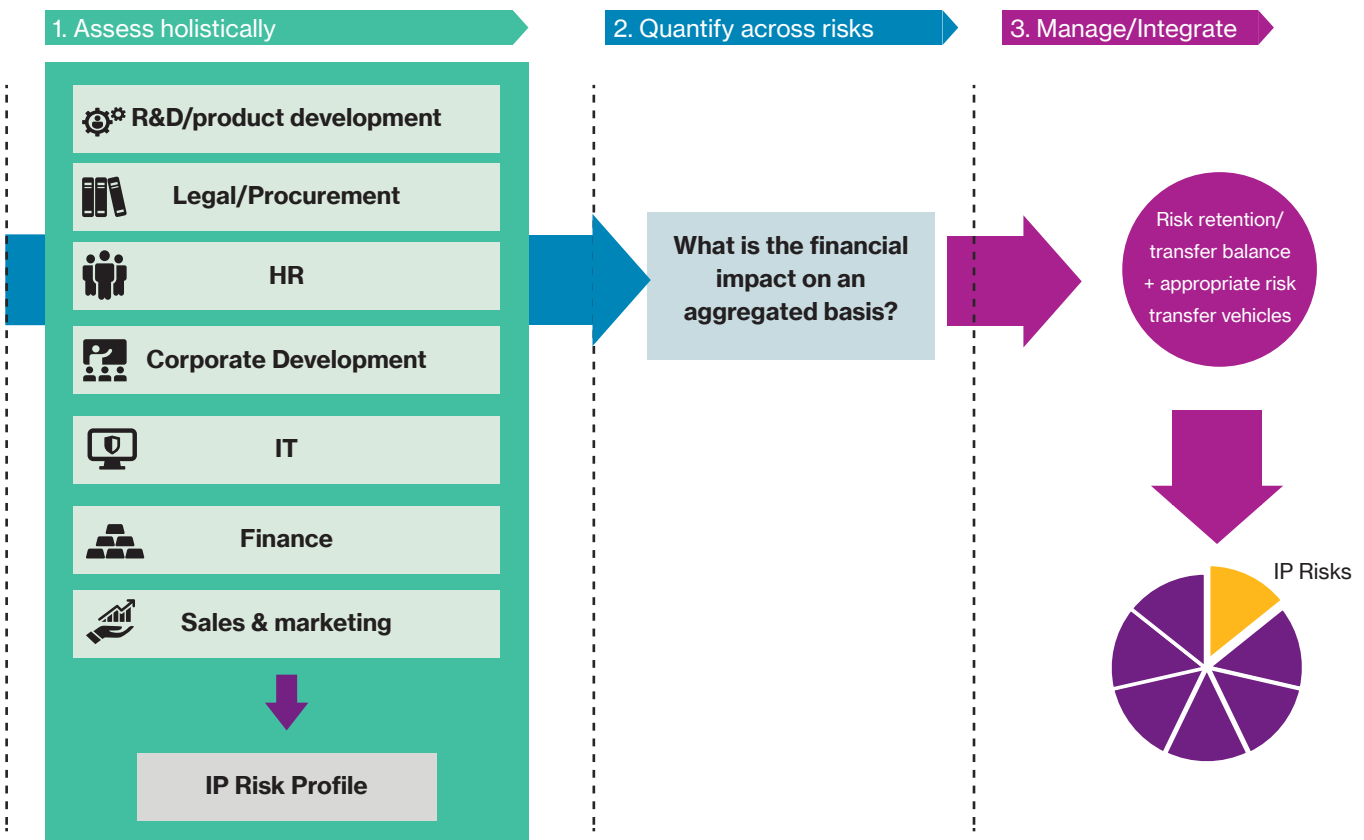 1. Assess holistically
2. Quantify across risks
3. Manage/Integrate
R&D/product development
Legal/Procurement
HR
Corporate Development
IT
Finance
Sales & marketing
IP Risk Profile
What is the financial
impact on an
aggregated basis?
Risk retention/
transfer balance
+ appropriate risk
transfer vehicles
IP Risks